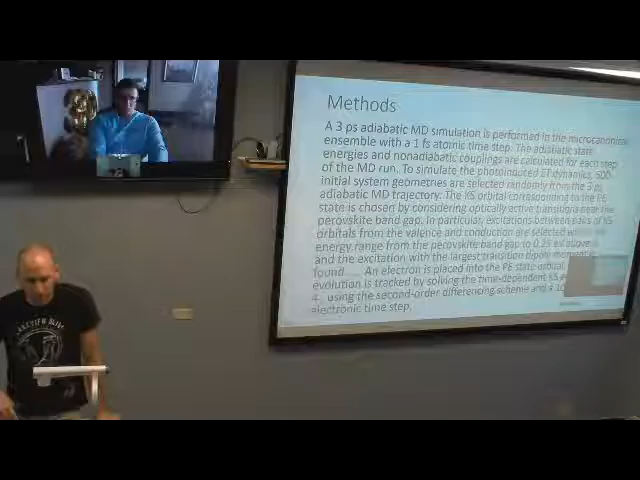 Methods
A 3 ps adiabatic MD simulation is performed in the microcanonical
ensemble with a 1 fs atomic time step. The adiabatic state
energies and nonadiabatic couplings are calculated for each step
of the MD run. To simulate the photoinduced ET dynamics, 500
initial system geometries are selected randomly from the 3 ps
adiabatic MD trajectory. The KS orbital corresponding to the PE
state is chosen by considering optically active transitions near the
perovskite band gap. In particular, excitations between pairs of KS
orbitals from the valence and conduction are selected
energy range from the perovskite band gap to 0.25 eV above
and the excitation with the largest transition dipole moment is
found ..... An electron is placed into the PE state orbital
evolution is tracked by solving the time-dependent KS
4, using the second-order differencing scheme and a 10
electronic time step.